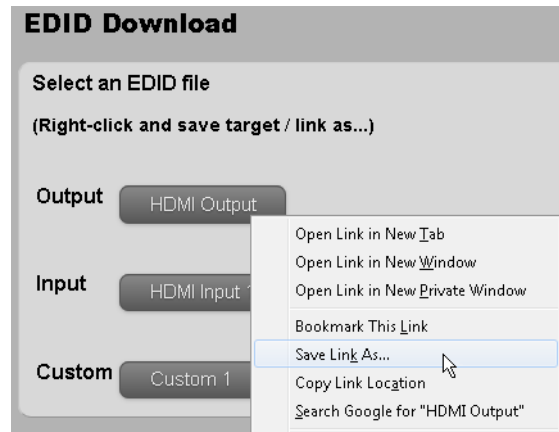 EDID Download
Select an EDID file
(Right-click and save target / link as...)
Output
HDMI Output
Input
HDMI Input 1
Custom
Custom 1
Open Link in New Tab
Open Link in New Window
Open Link in New Private Window
Bookmark This Link
Save Link As...
Copy Link Location
Search Google for "HDMI Output"